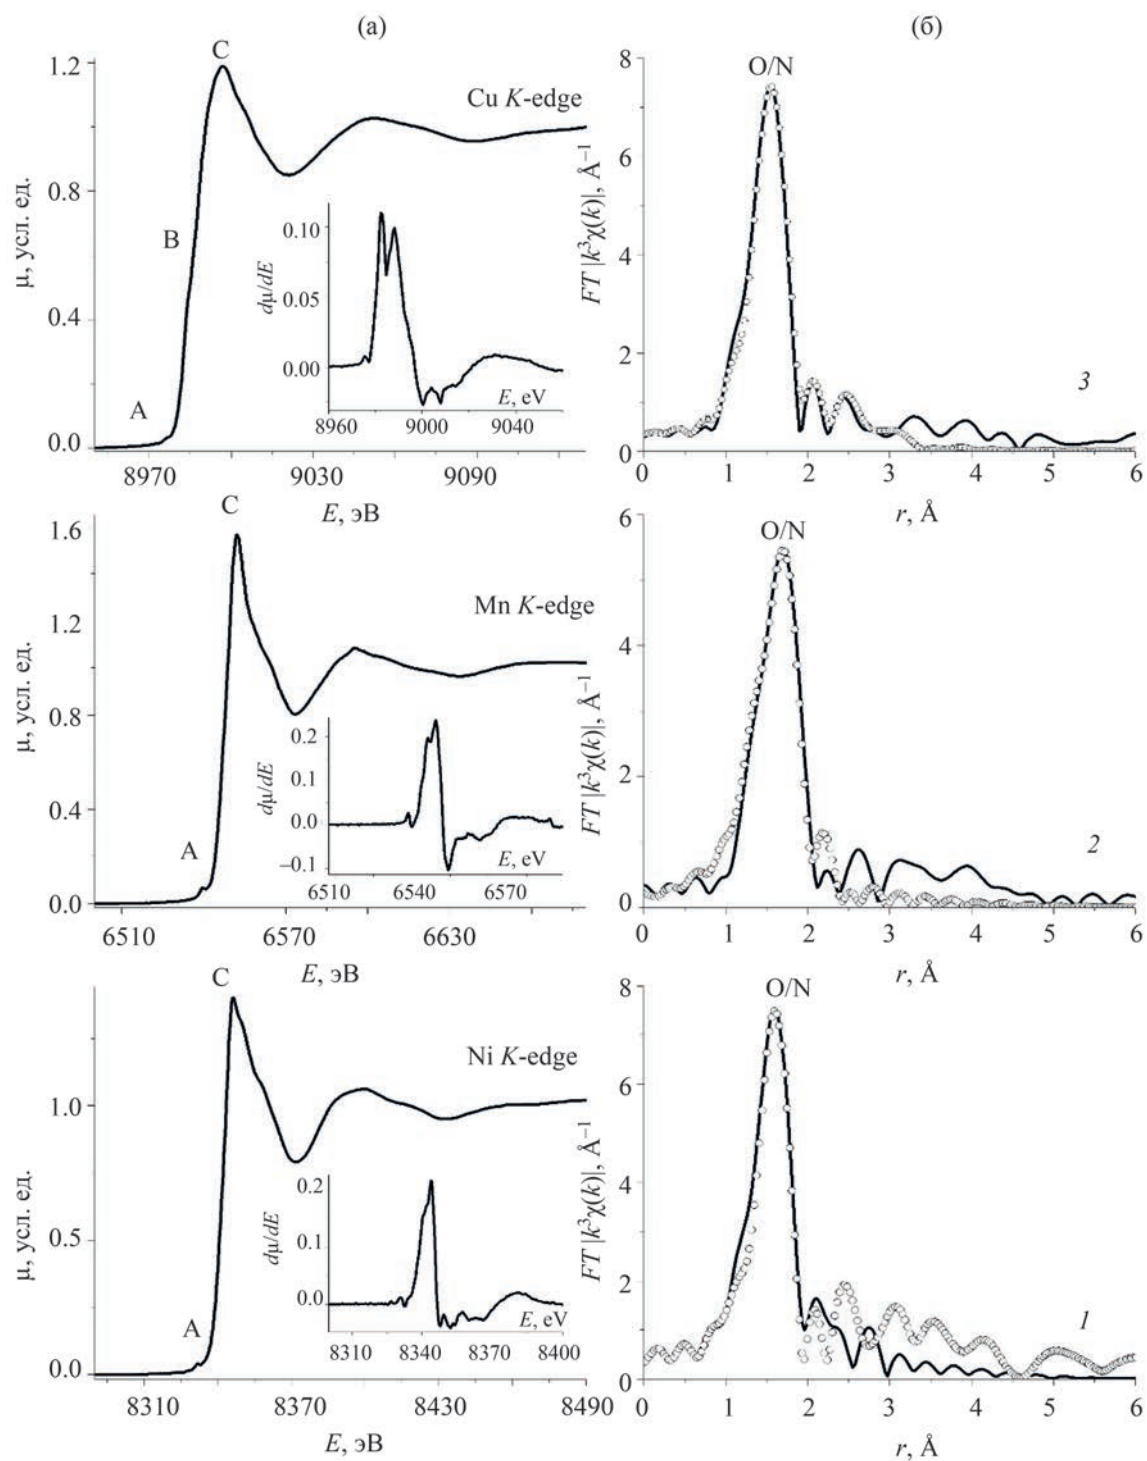 (а) (б)
C
Cu K-edge
B
A
μ, усл. ед.
1.2
0.8
0.4
0.0
8970 9030 9090
E, эВ
dμ/dE
0.10
0.05
0.00
E, eV
8960 9000 9040
O/N
FT |k³χ(k)|, Å⁻¹
8
6
4
2
0
3
0 1 2 3 4 5 6
r, Å
C
Mn K-edge
A
μ, усл. ед.
1.6
1.2
0.8
0.4
0.0
6510 6570 6630
E, эВ
dμ/dE
0.2
0.1
0.0
–0.1
E, eV
6510 6540 6570
O/N
FT |k³χ(k)|, Å⁻¹
6
4
2
0
2
0 1 2 3 4 5 6
r, Å
C
Ni K-edge
A
μ, усл. ед.
1.0
0.5
0.0
8310 8370 8430 8490
E, эВ
dμ/dE
0.2
0.1
0.0
E, eV
8310 8340 8370 8400
O/N
FT |k³χ(k)|, Å⁻¹
8
6
4
2
0
1
0 1 2 3 4 5 6
r, Å